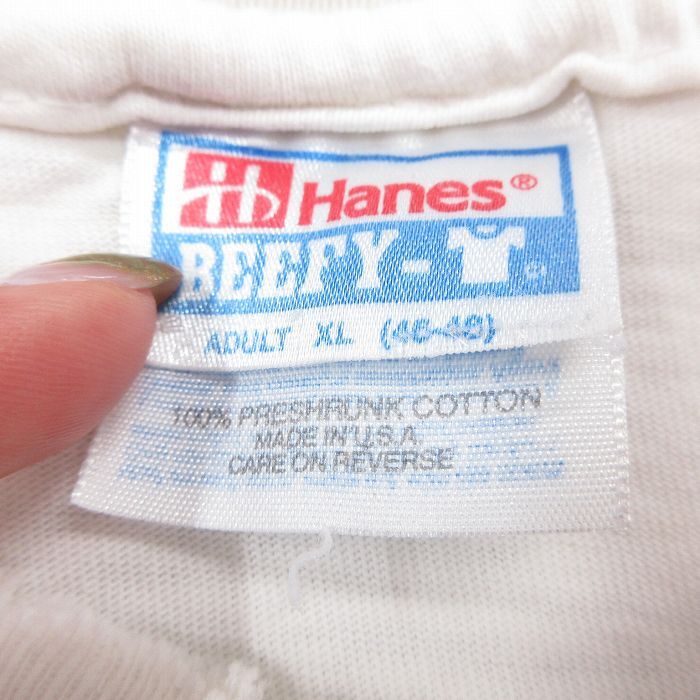 Hanes®
BEEFY-
ADULT XL (46-48)
100% PRESHRUNK COTTON
MADE IN U.S.A.
CARE ON REVERSE